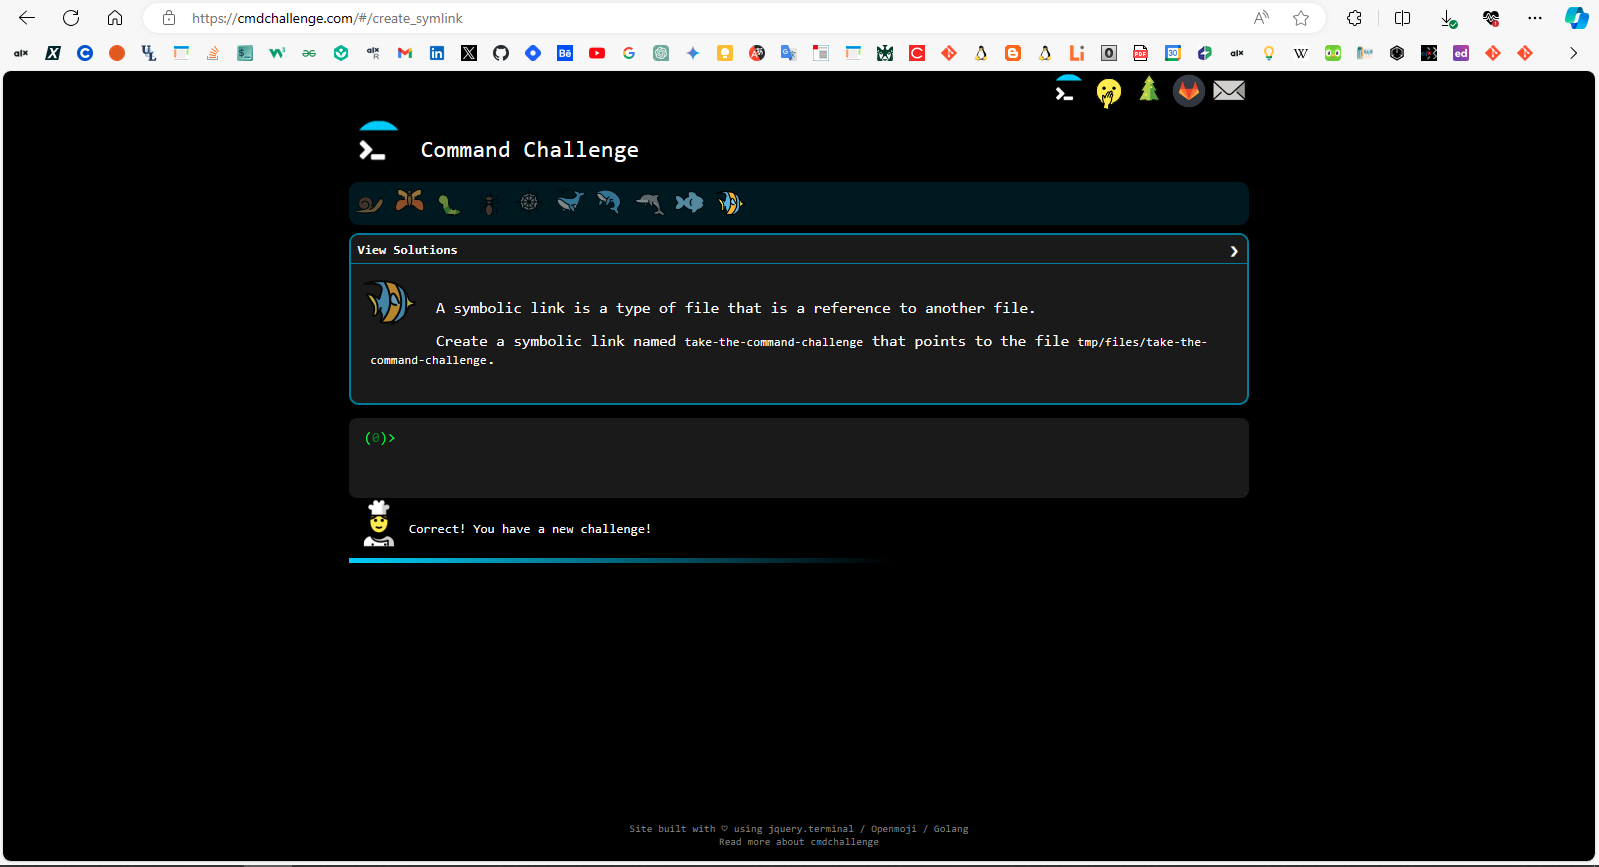 https://cmdchallenge.com/#/create_symlink
Command Challenge
View Solutions
A symbolic link is a type of file that is a reference to another file.
Create a symbolic link named take-the-command-challenge that points to the file tmp/files/take-the-
command-challenge.
(0)>
Correct! You have a new challenge!
Site built with ♡ using jquery.terminal / Openmoji / Golang
Read more about cmdchallenge